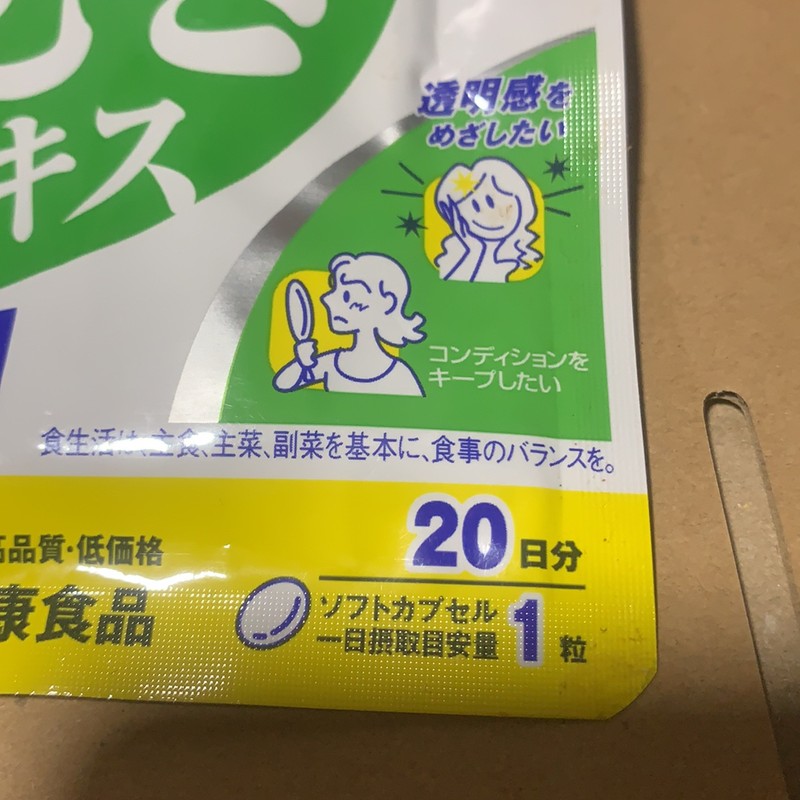 キス
透明感を
めざしたい
コンディションを
キープしたい
食生活は、主食、主菜、副菜を基本に、食事のバランスを。
高品質・低価格
20日分
康食品
ソフトカプセル
一日摂取目安量
1粒